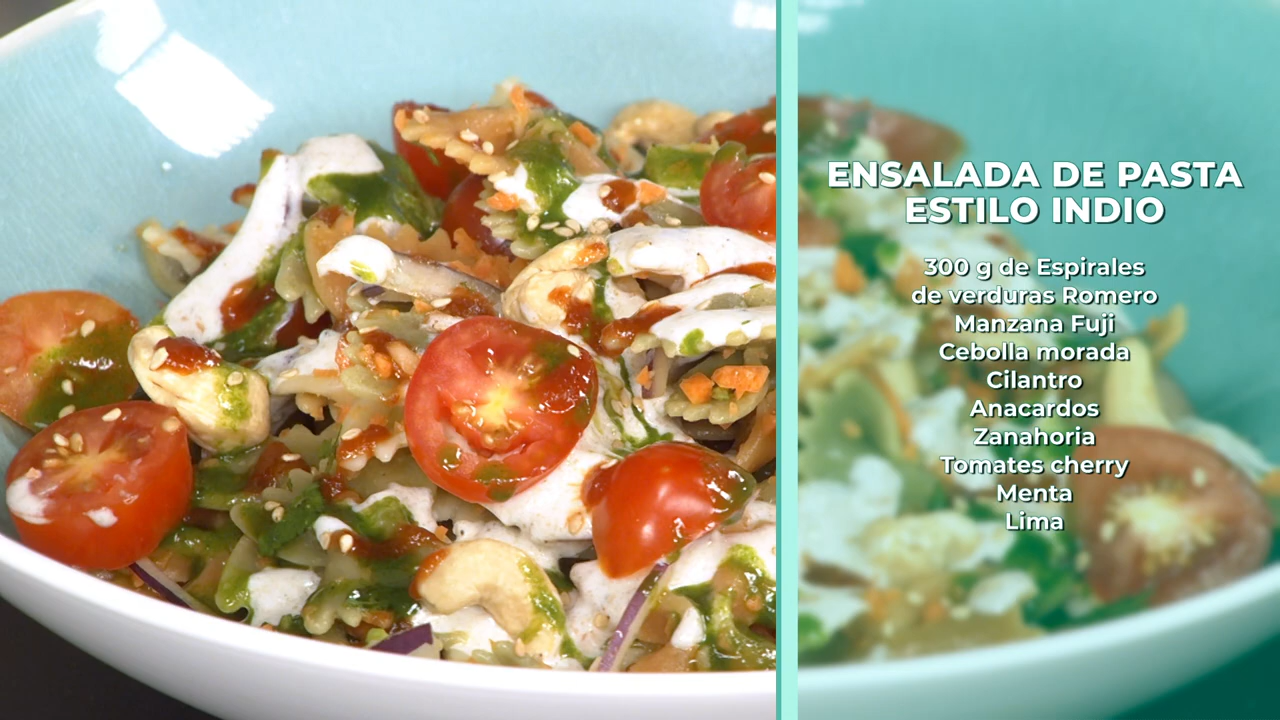 ENSALADA DE PASTA
ESTILO INDIO
300 g de Espirales
de verduras Romero
Manzana Fuji
Cebolla morada
Cilantro
Anacardos
Zanahoria
Tomates cherry
Menta
Lima